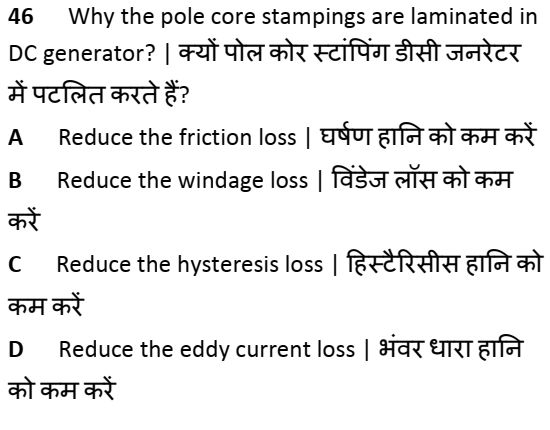 46 Why the pole core stampings are laminated in
DC generator? | क्यों पोल कोर स्टांपिंग डीसी जनरेटर
में पटलित करते हैं?
A Reduce the friction loss | घर्षण हानि को कम करें
B Reduce the windage loss | विंडेज लॉस को कम
करें
C Reduce the hysteresis loss | हिस्टैरिसीस हानि को
कम करें
D Reduce the eddy current loss | भंवर धारा हानि
को कम करें